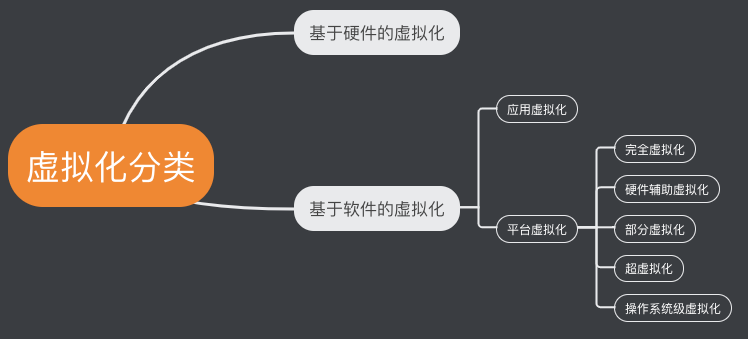 虚拟化分类
基于硬件的虚拟化
基于软件的虚拟化
应用虚拟化
平台虚拟化
完全虚拟化
硬件辅助虚拟化
部分虚拟化
超虚拟化
操作系统级虚拟化